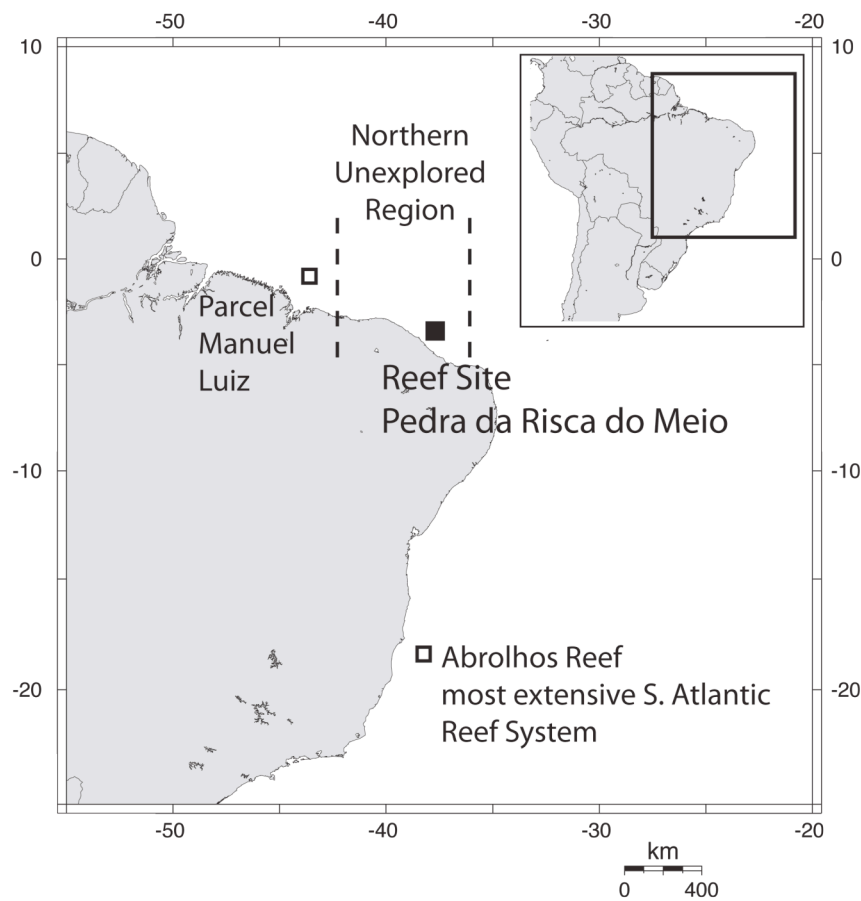 -50 -40 -30 -20
10 10
Northern
Unexplored
Region
0 0
Parcel
Manuel
Luiz
Reef Site
Pedra da Risca do Meio
-10 -10
Abrolhos Reef
most extensive S. Atlantic
Reef System
-20 -20
-50 -40 -30 -20
km
0 400